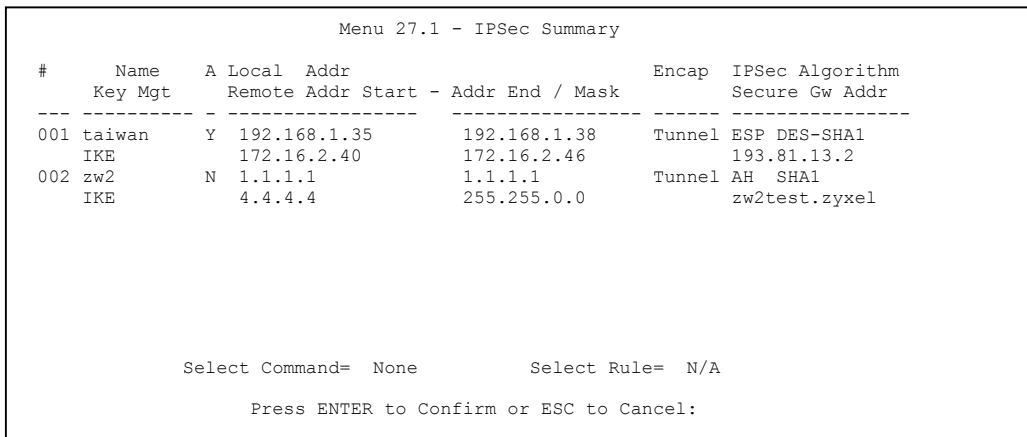 Menu 27.1 - IPSec Summary
#      Name    A Local  Addr                              Encap  IPSec Algorithm
     Key Mgt     Remote Addr Start - Addr End / Mask             Secure Gw Addr
--- ---------- - -----------------   ----------------- ------ ----------------
001 taiwan     Y  192.168.1.35       192.168.1.38      Tunnel ESP DES-SHA1
    IKE           172.16.2.40        172.16.2.46              193.81.13.2
002 zw2        N  1.1.1.1            1.1.1.1           Tunnel AH  SHA1
    IKE           4.4.4.4            255.255.0.0              zw2test.zyxel
Select Command=  None          Select Rule=  N/A
Press ENTER to Confirm or ESC to Cancel: